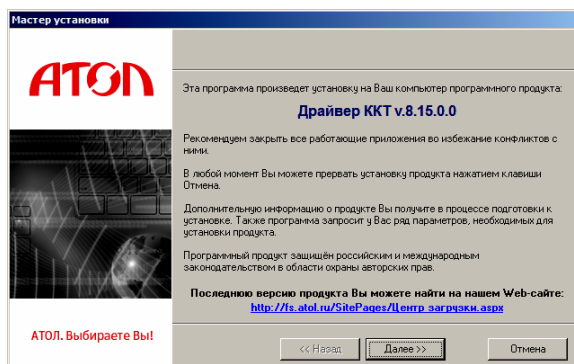 Мастер установки
АТОЛ
Эта программа произведет установку на Ваш компьютер программного продукта:
Драйвер ККТ v.8.15.0.0
Рекомендуем закрыть все работающие приложения во избежание конфликтов с
ними.
В любой момент Вы можете прервать установку продукта нажатием клавиши
Отмена.
Дополнительную информацию о продукте Вы получите в процессе подготовки к
установке. Также программа запросит у Вас ряд параметров, необходимых для
установки продукта.
Программный продукт защищён российским и международным
законодательством в области охраны авторских прав.
Последнюю версию продукта Вы можете найти на нашем Web-сайте:
http://fs.atol.ru/SitePages/Центр загрузки.aspx
АТОЛ. Выбираете Вы!
<< Назад
Далее >>
Отмена